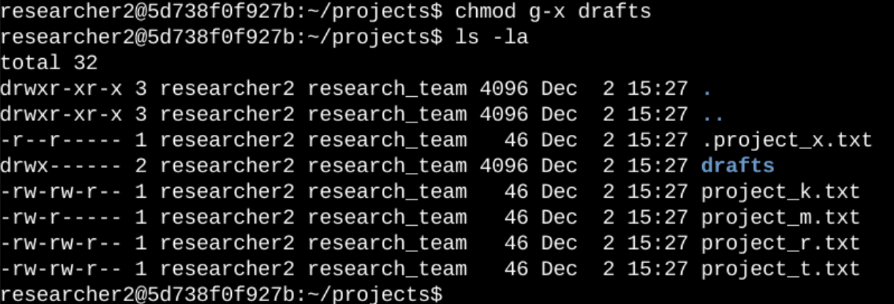 researcher2@5d738f0f927b:~/projects$ chmod g-x drafts
researcher2@5d738f0f927b:~/projects$ ls -la
total 32
drwxr-xr-x 3 researcher2 research_team 4096 Dec  2 15:27 .
drwxr-xr-x 3 researcher2 research_team 4096 Dec  2 15:27 ..
-r--r----- 1 researcher2 research_team   46 Dec  2 15:27 .project_x.txt
drwx------ 2 researcher2 research_team 4096 Dec  2 15:27 drafts
-rw-rw-r-- 1 researcher2 research_team   46 Dec  2 15:27 project_k.txt
-rw-r----- 1 researcher2 research_team   46 Dec  2 15:27 project_m.txt
-rw-rw-r-- 1 researcher2 research_team   46 Dec  2 15:27 project_r.txt
-rw-rw-r-- 1 researcher2 research_team   46 Dec  2 15:27 project_t.txt
researcher2@5d738f0f927b:~/projects$